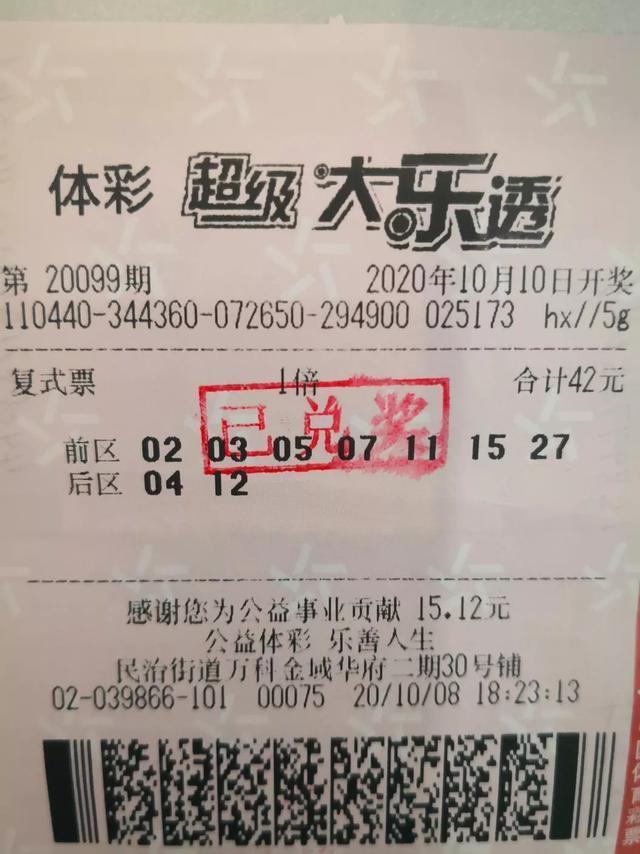 体彩 超级大乐透
第 20099期 2020年10月10日开奖
110440-344360-072650-294900 025173 hx//5g
复式票 1倍 合计42元
已兑奖
前区 02 03 05 07 11 15 27
后区 04 12
感谢您为公益事业贡献 15.12元
公益体彩 乐善人生
民治街道万科金域华府二期30号铺
02-039866-101 00075 20/10/08 18:23:13